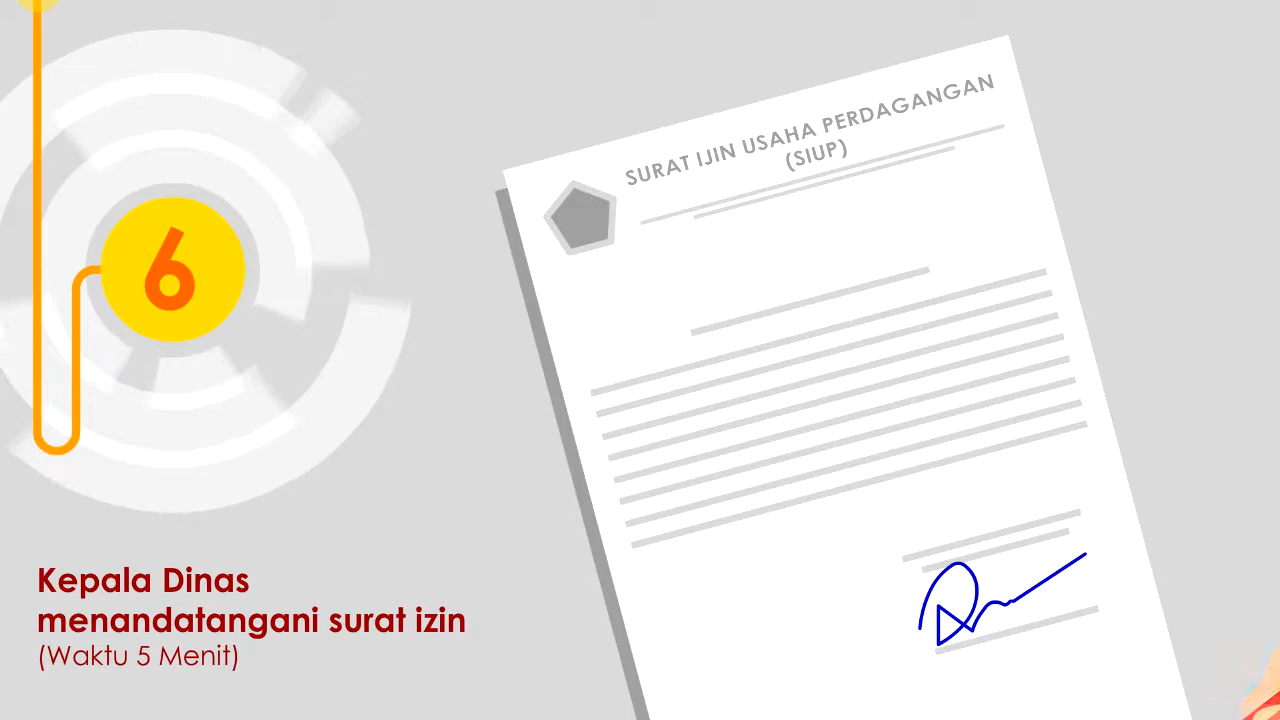 6
Kepala Dinas
menandatangani surat izin
(Waktu 5 Menit)
SURAT IJIN USAHA PERDAGANGAN
(SIUP)